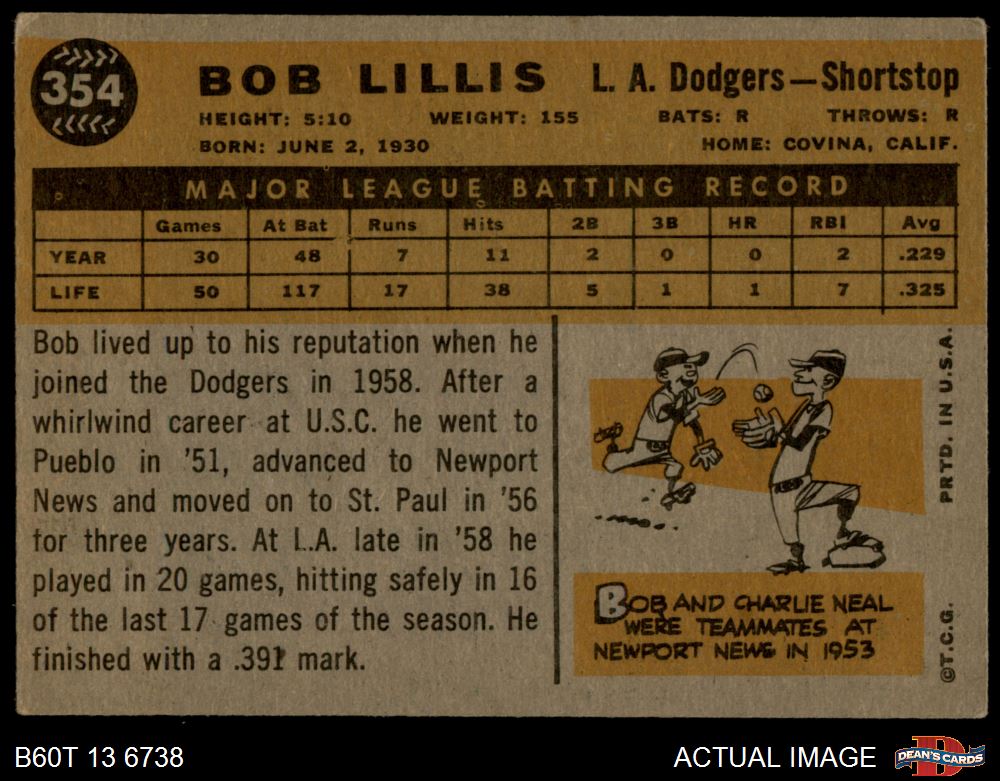 354
BOB LILLIS L. A. Dodgers—Shortstop
HEIGHT: 5:10 WEIGHT: 155 BATS: R THROWS: R
BORN: JUNE 2, 1930 HOME: COVINA, CALIF.
MAJOR LEAGUE BATTING RECORD
Games At Bat Runs Hits 2B 3B HR RBI Avg
YEAR 30 48 7 11 2 0 0 2 .229
LIFE 50 117 17 38 5 1 1 7 .325
Bob lived up to his reputation when he
joined the Dodgers in 1958. After a
whirlwind career at U.S.C. he went to
Pueblo in '51, advanced to Newport
News and moved on to St. Paul in '56
for three years. At L.A. late in '58 he
played in 20 games, hitting safely in 16
of the last 17 games of the season. He
finished with a .391 mark.
BOB AND CHARLIE NEAL
WERE TEAMMATES AT
NEWPORT NEWS IN 1953
©T.C.G. PRTD. IN U.S.A.
B60T 13 6738 ACTUAL IMAGE
D
DEAN'S CARDS